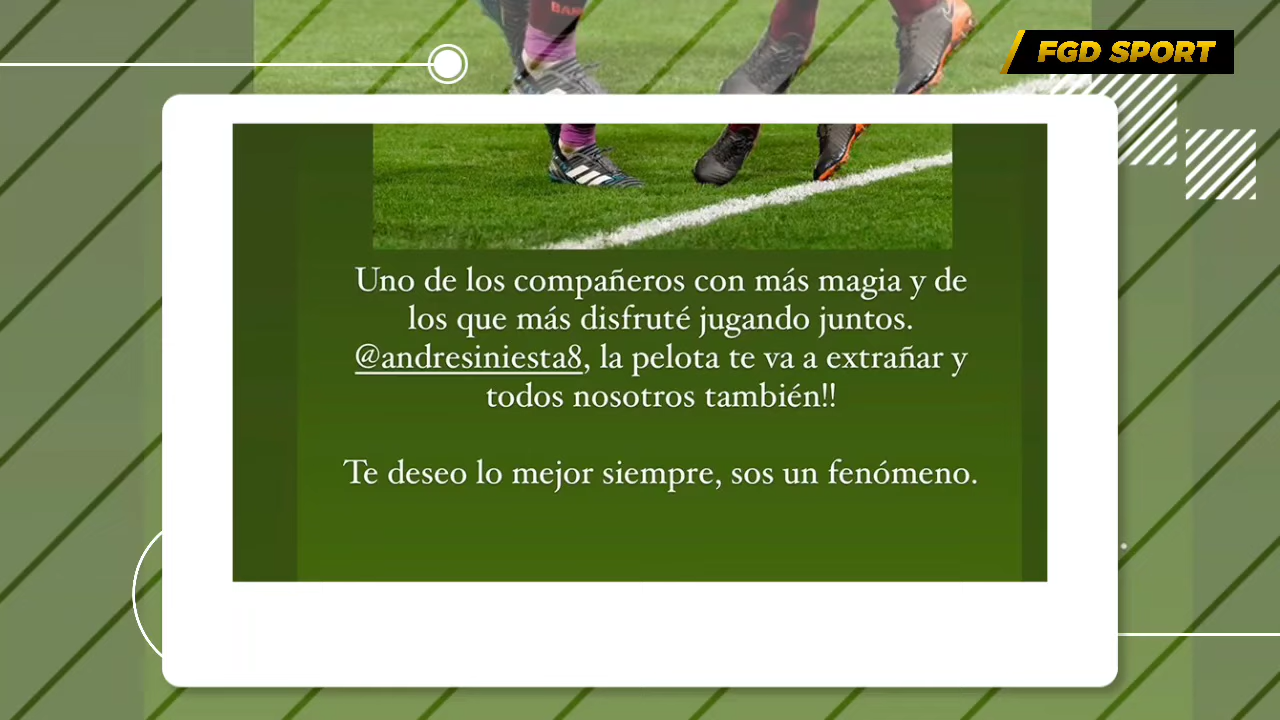 FGD SPORT
Uno de los compañeros con más magia y de
los que más disfruté jugando juntos.
@andresiniesta8, la pelota te va a extrañar y
todos nosotros también!!
Te deseo lo mejor siempre, sos un fenómeno.